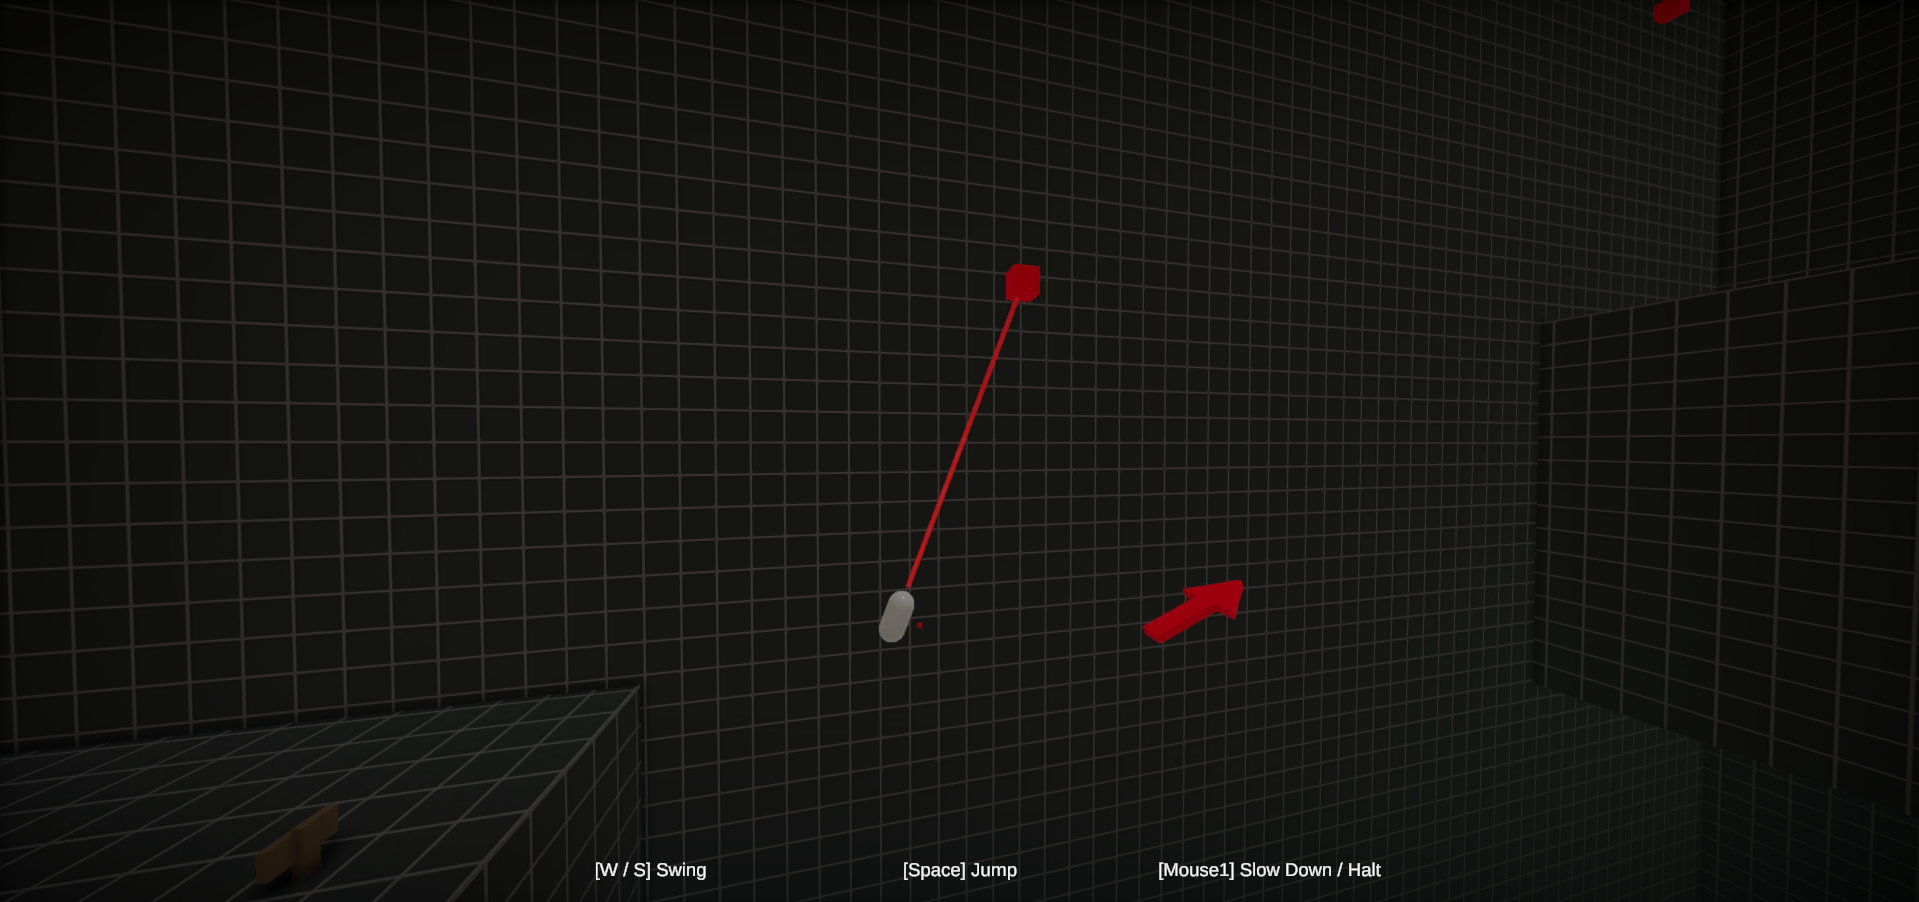 [W / S] Swing
[Space] Jump
[Mouse1] Slow Down / Halt